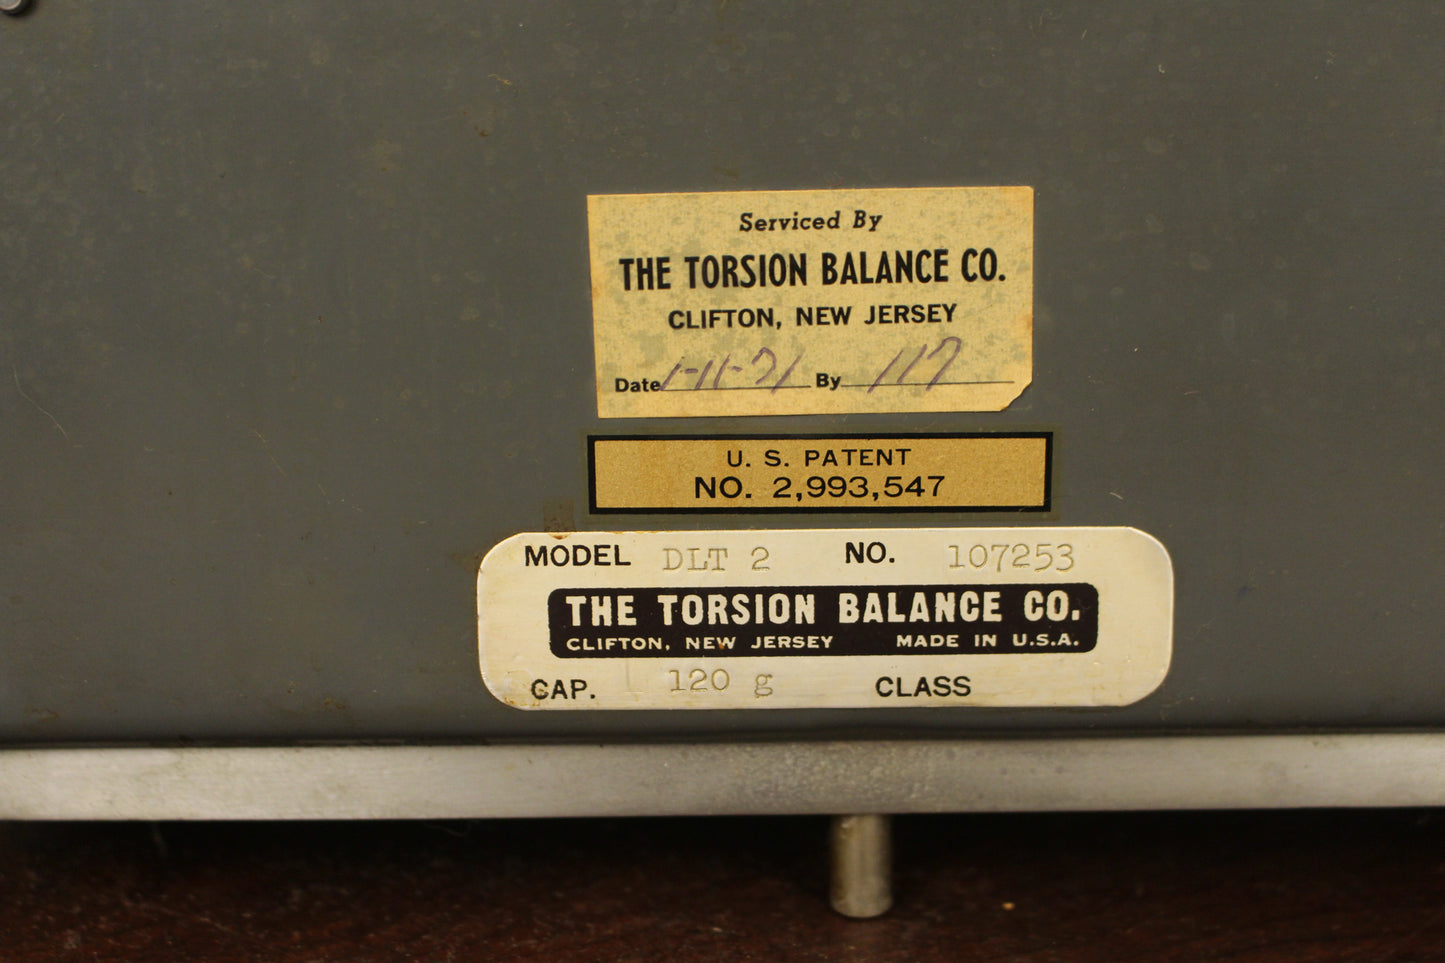 Serviced By
THE TORSION BALANCE CO.
CLIFTON, NEW JERSEY
Date 1-11-71 By 117
U. S. PATENT
NO. 2,993,547
MODEL DLT 2 NO. 107253
THE TORSION BALANCE CO.
CLIFTON, NEW JERSEY MADE IN U.S.A.
CAP. 120 g CLASS